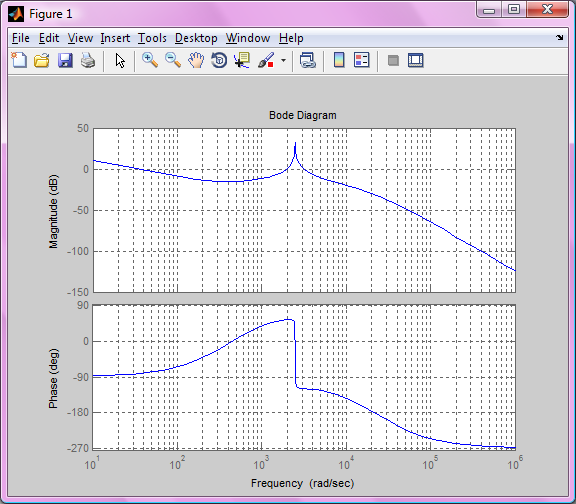 Figure 1
File Edit View Insert Tools Desktop Window Help
Bode Diagram
50
0
-50
-100
-150
Magnitude (dB)
90
0
-90
-180
-270
Phase (deg)
10^1 10^2 10^3 10^4 10^5 10^6
Frequency (rad/sec)